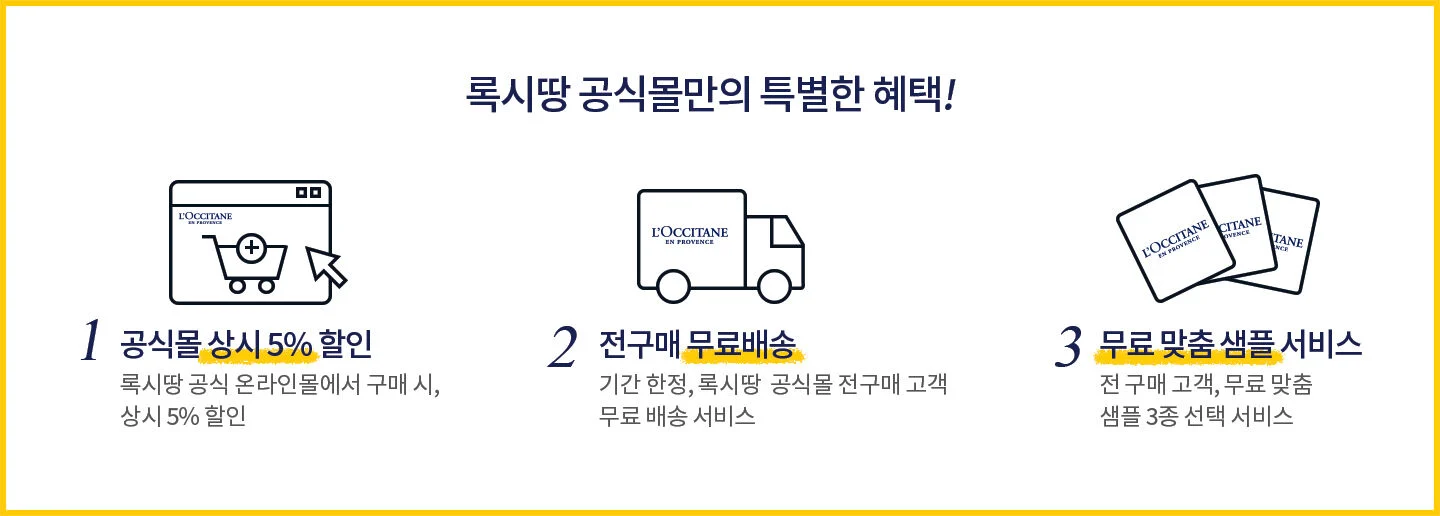 록시땅 공식몰만의 특별한 혜택!
L'OCCITANE
EN PROVENCE
L'OCCITANE
EN PROVENCE
L'OCCITANE
EN PROVENCE
CCITANE
OVENCE
TANE
NCE
1 공식몰 상시 5% 할인
록시땅 공식 온라인몰에서 구매 시,
상시 5% 할인
2 전구매 무료배송
기간 한정, 록시땅 공식몰 전구매 고객
무료 배송 서비스
3 무료 맞춤 샘플 서비스
전 구매 고객, 무료 맞춤
샘플 3종 선택 서비스